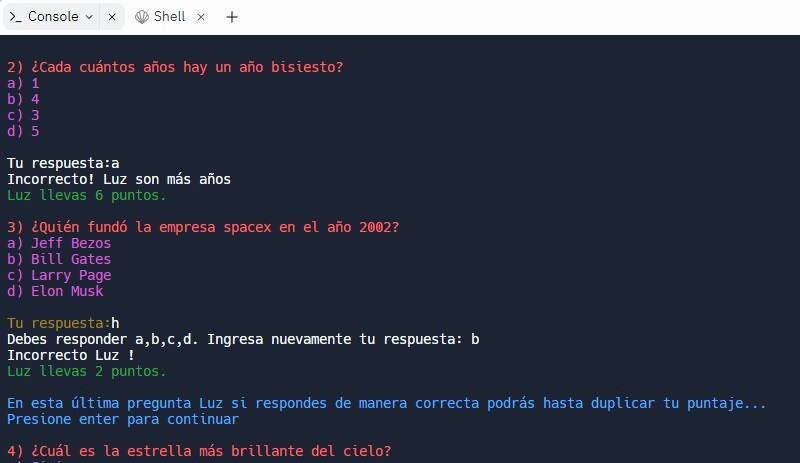 Console
Shell
2) ¿Cada cuántos años hay un año bisiesto?
a) 1
b) 4
c) 3
d) 5
Tu respuesta:a
Incorrecto! Luz son más años
Luz llevas 6 puntos.
3) ¿Quién fundó la empresa spacex en el año 2002?
a) Jeff Bezos
b) Bill Gates
c) Larry Page
d) Elon Musk
Tu respuesta:h
Debes responder a,b,c,d. Ingresa nuevamente tu respuesta: b
Incorrecto Luz !
Luz llevas 2 puntos.
En esta última pregunta Luz si respondes de manera correcta podrás hasta duplicar tu puntaje...
Presione enter para continuar
4) ¿Cuál es la estrella más brillante del cielo?